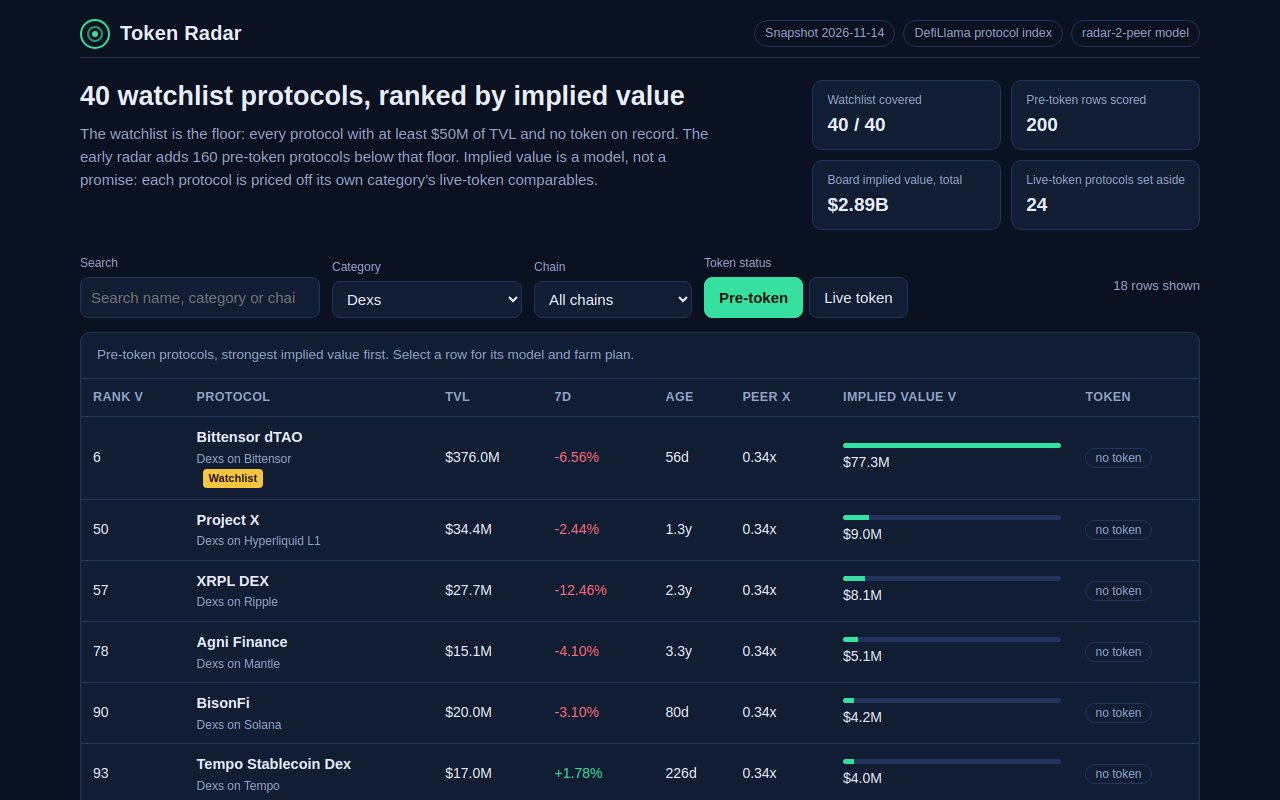 Token Radar
Snapshot 2026-11-14
DefiLlama protocol index
radar-2-peer model
40 watchlist protocols, ranked by implied value
The watchlist is the floor: every protocol with at least $50M of TVL and no token on record. The
early radar adds 160 pre-token protocols below that floor. Implied value is a model, not a
promise: each protocol is priced off its own category's live-token comparables.
Watchlist covered
40 / 40
Pre-token rows scored
200
Board implied value, total
$2.89B
Live-token protocols set aside
24
Search
Search name, category or chai
Category
Dexs
Chain
All chains
Token status
Pre-token
Live token
18 rows shown
Pre-token protocols, strongest implied value first. Select a row for its model and farm plan.
RANK V PROTOCOL TVL 7D AGE PEER X IMPLIED VALUE V TOKEN
6
Bittensor dTAO
Dexs on Bittensor
Watchlist
$376.0M
-6.56%
56d
0.34x
$77.3M
no token
50
Project X
Dexs on Hyperliquid L1
$34.4M
-2.44%
1.3y
0.34x
$9.0M
no token
57
XRPL DEX
Dexs on Ripple
$27.7M
-12.46%
2.3y
0.34x
$8.1M
no token
78
Agni Finance
Dexs on Mantle
$15.1M
-4.10%
3.3y
0.34x
$5.1M
no token
90
BisonFi
Dexs on Solana
$20.0M
-3.10%
80d
0.34x
$4.2M
no token
93
Tempo Stablecoin Dex
Dexs on Tempo
$17.0M
+1.78%
226d
0.34x
$4.0M
no token